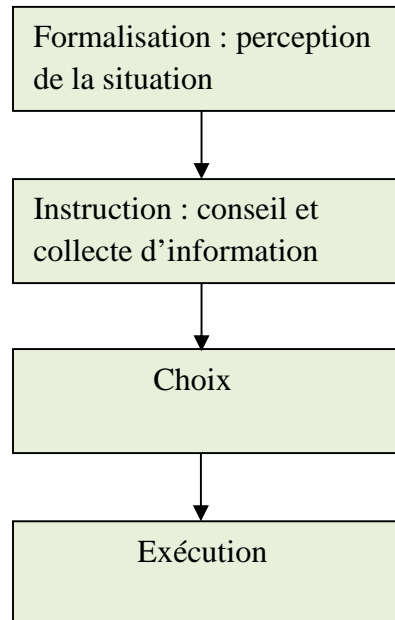 Formalisation : perception
de la situation
Instruction : conseil et
collecte d’information
Choix
Exécution